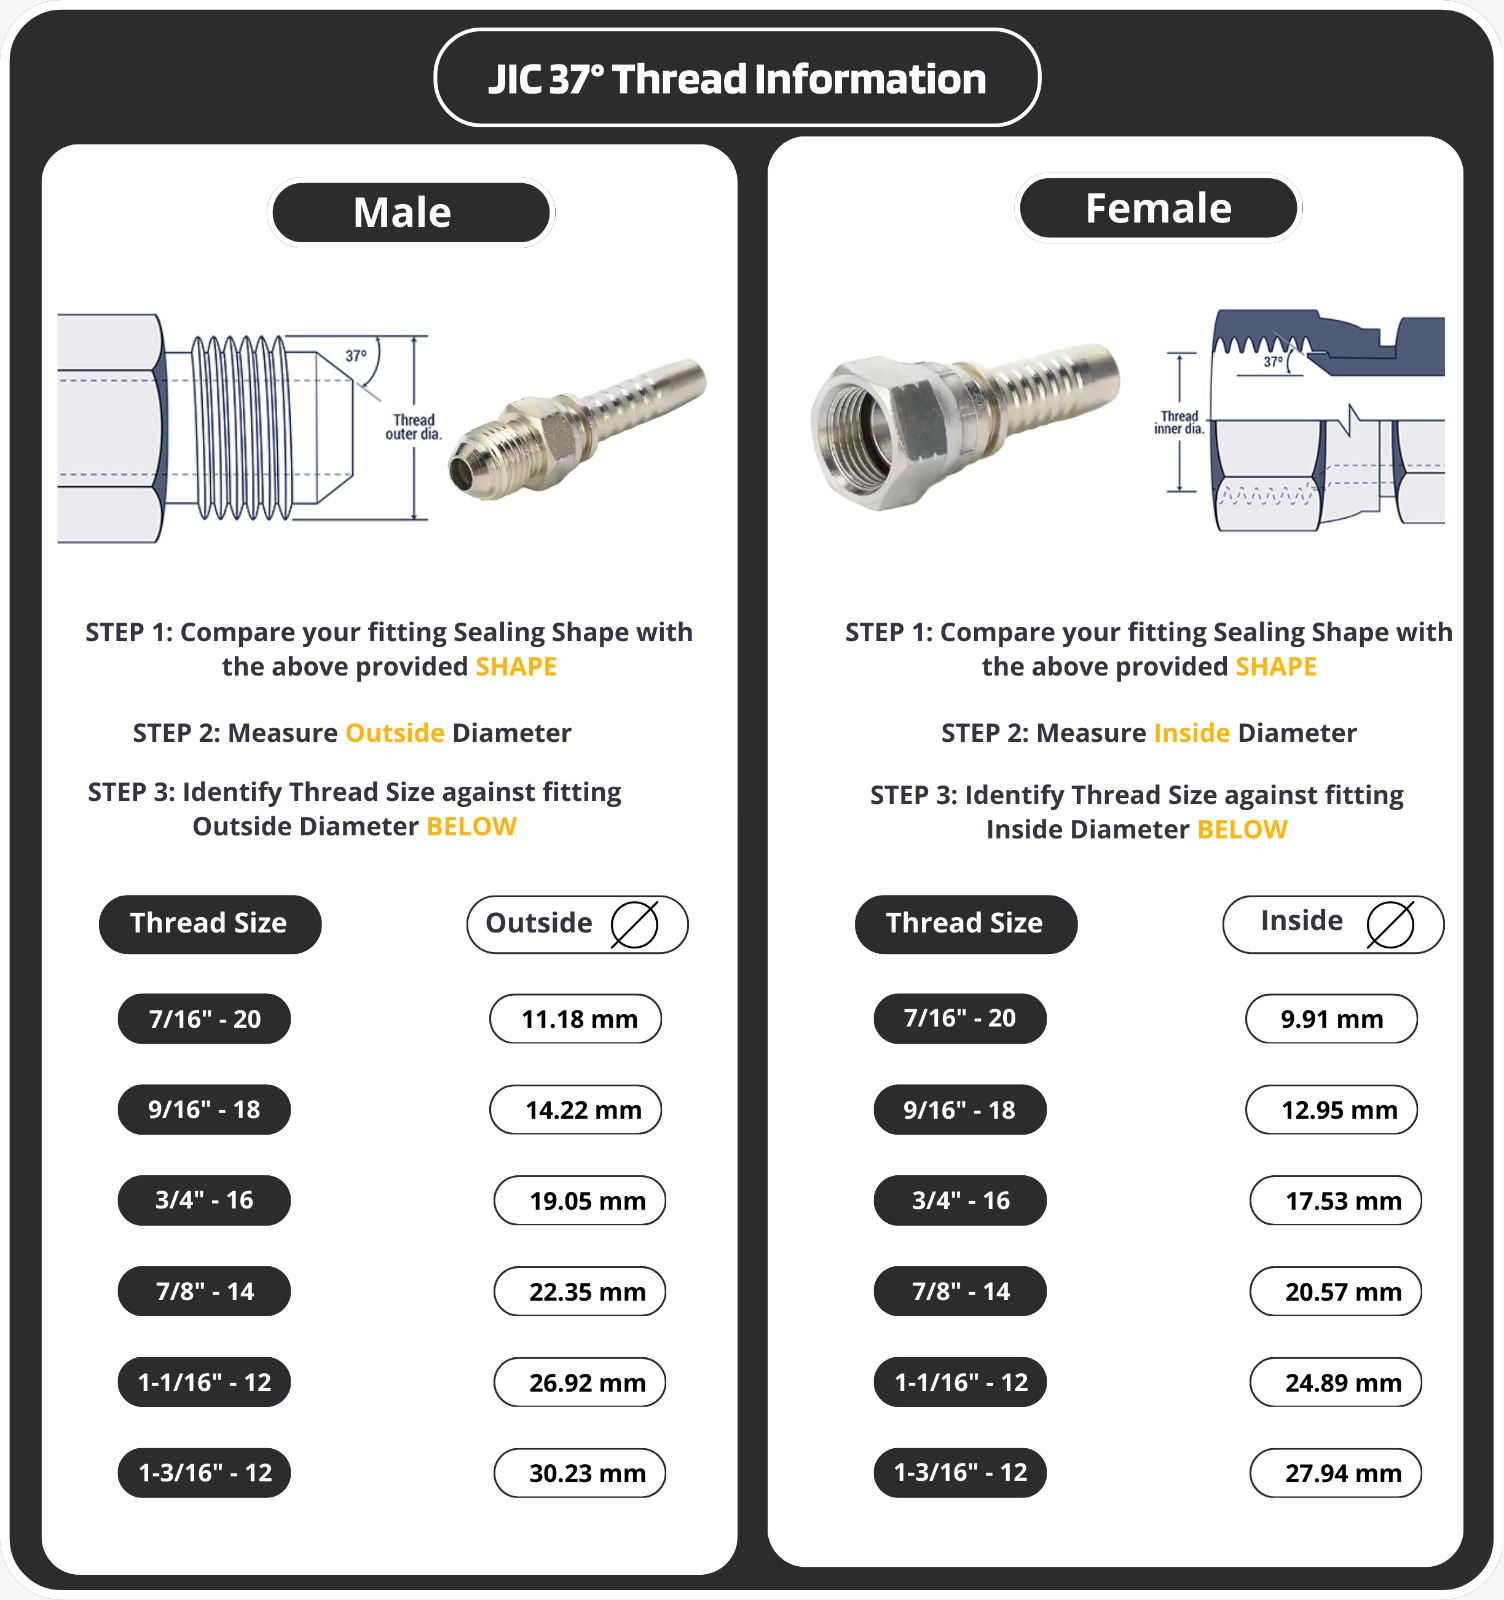 JIC 37° Thread Information
Male
37º
Thread
outer dia.
STEP 1: Compare your fitting Sealing Shape with
the above provided SHAPE
STEP 2: Measure Outside Diameter
STEP 3: Identify Thread Size against fitting
Outside Diameter BELOW
Thread Size Outside
7/16" - 20 11.18 mm
9/16" - 18 14.22 mm
3/4" - 16 19.05 mm
7/8" - 14 22.35 mm
1-1/16" - 12 26.92 mm
1-3/16" - 12 30.23 mm
Female
37º
Thread
inner dia.
STEP 1: Compare your fitting Sealing Shape with
the above provided SHAPE
STEP 2: Measure Inside Diameter
STEP 3: Identify Thread Size against fitting
Inside Diameter BELOW
Thread Size Inside
7/16" - 20 9.91 mm
9/16" - 18 12.95 mm
3/4" - 16 17.53 mm
7/8" - 14 20.57 mm
1-1/16" - 12 24.89 mm
1-3/16" - 12 27.94 mm